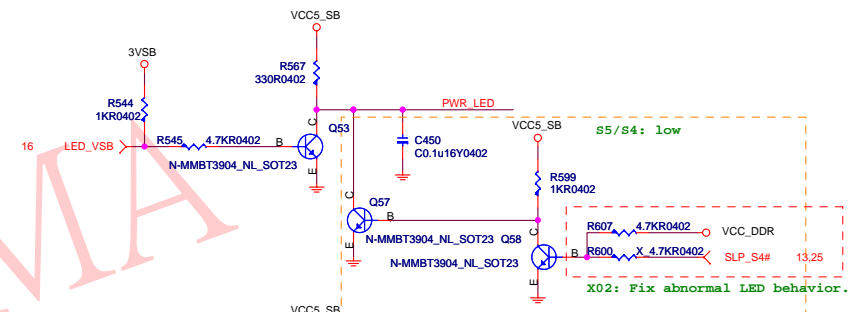 VCC5_SB
3VSB
R567
330R0402
R544
1KR0402
PWR_LED
VCC5_SB
S5/S4: low
C
Q53
16
LED_VSB
R545
4.7KR0402
B
C450
C0.1u16Y0402
N-MMBT3904_NL_SOT23
E
R599
1KR0402
C
Q57
B
R607
4.7KR0402
VCC_DDR
N-MMBT3904_NL_SOT23
Q58
C
E
N-MMBT3904_NL_SOT23
B
R600
X_4.7KR0402
SLP_S4#
13,25
E
X02: Fix abnormal LED behavior.
VCC5_SB
MA